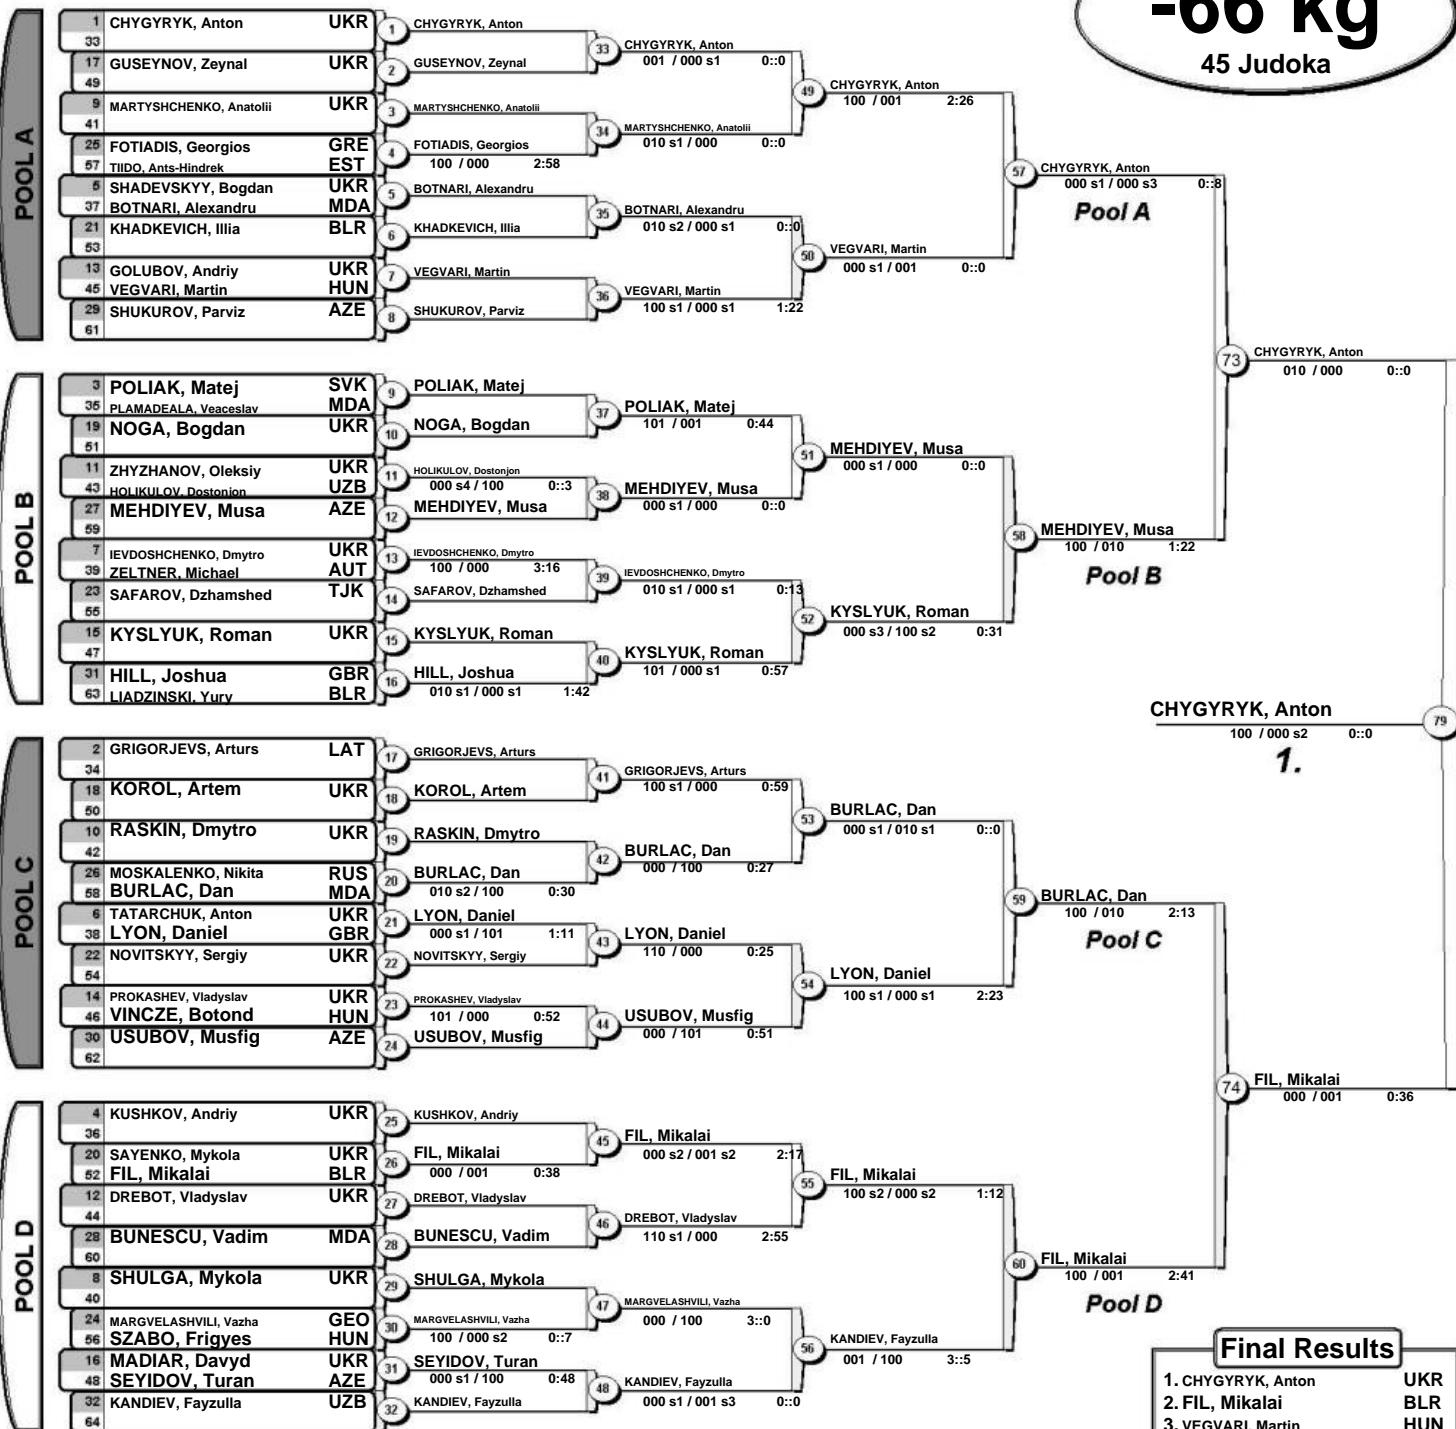 -66 kg
45 Judoka
POOL A
1 CHYGYRYK, Anton UKR
33
17 GUSEYNOV, Zeynal UKR
49
9 MARTYSHCHENKO, Anatolii UKR
41
25 FOTIADIS, Georgios GRE
57 TIIDO, Ants-Hindrek EST
5 SHADEVSKYY, Bogdan UKR
37 BOTNARI, Alexandru MDA
21 KHADKEVICH, Illia BLR
53
13 GOLUBOV, Andriy UKR
45 VEGVARI, Martin HUN
29 SHUKUROV, Parviz AZE
61
1 CHYGYRYK, Anton
2 GUSEYNOV, Zeynal
3 MARTYSHCHENKO, Anatolii
4 FOTIADIS, Georgios
100 / 000 2:58
5 BOTNARI, Alexandru
6 KHADKEVICH, Illia
7 VEGVARI, Martin
8 SHUKUROV, Parviz
33 CHYGYRYK, Anton
001 / 000 s1 0::0
34 MARTYSHCHENKO, Anatolii
010 s1 / 000 0::0
35 BOTNARI, Alexandru
010 s2 / 000 s1 0::0
36 VEGVARI, Martin
100 s1 / 000 s1 1:22
49 CHYGYRYK, Anton
100 / 001 2:26
50 VEGVARI, Martin
000 s1 / 001 0::0
57 CHYGYRYK, Anton
000 s1 / 000 s3 0::8
Pool A
POOL B
3 POLIAK, Matej SVK
35 PLAMADEALA, Veaceslav MDA
19 NOGA, Bogdan UKR
51
11 ZHYZHANOV, Oleksiy UKR
43 HOLIKULOV, Dostonjon UZB
27 MEHDIYEV, Musa AZE
59
7 IEVDOSHCHENKO, Dmytro UKR
39 ZELTNER, Michael AUT
23 SAFAROV, Dzhamshed TJK
55
15 KYSLYUK, Roman UKR
47
31 HILL, Joshua GBR
63 LIADZINSKI, Yury BLR
9 POLIAK, Matej
10 NOGA, Bogdan
11 HOLIKULOV, Dostonjon
000 s4 / 100 0::3
12 MEHDIYEV, Musa
13 IEVDOSHCHENKO, Dmytro
100 / 000 3:16
14 SAFAROV, Dzhamshed
15 KYSLYUK, Roman
16 HILL, Joshua
010 s1 / 000 s1 1:42
37 POLIAK, Matej
101 / 001 0:44
38 MEHDIYEV, Musa
000 s1 / 000 0::0
39 IEVDOSHCHENKO, Dmytro
010 s1 / 000 s1 0:13
40 KYSLYUK, Roman
101 / 000 s1 0:57
51 MEHDIYEV, Musa
000 s1 / 000 0::0
52 KYSLYUK, Roman
000 s3 / 100 s2 0:31
58 MEHDIYEV, Musa
100 / 010 1:22
Pool B
73 CHYGYRYK, Anton
010 / 000 0::0
CHYGYRYK, Anton 79
100 / 000 s2 0::0
1.
POOL C
2 GRIGORJEVS, Arturs LAT
34
18 KOROL, Artem UKR
50
10 RASKIN, Dmytro UKR
42
26 MOSKALENKO, Nikita RUS
58 BURLAC, Dan MDA
6 TATARCHUK, Anton UKR
38 LYON, Daniel GBR
22 NOVITSKYY, Sergiy UKR
54
14 PROKASHEV, Vladyslav UKR
46 VINCZE, Botond HUN
30 USUBOV, Musfig AZE
62
17 GRIGORJEVS, Arturs
18 KOROL, Artem
19 RASKIN, Dmytro
20 BURLAC, Dan
010 s2 / 100 0:30
21 LYON, Daniel
000 s1 / 101 1:11
22 NOVITSKYY, Sergiy
23 PROKASHEV, Vladyslav
101 / 000 0:52
24 USUBOV, Musfig
41 GRIGORJEVS, Arturs
100 s1 / 000 0:59
42 BURLAC, Dan
000 / 100 0:27
43 LYON, Daniel
110 / 000 0:25
44 USUBOV, Musfig
000 / 101 0:51
53 BURLAC, Dan
000 s1 / 010 s1 0::0
54 LYON, Daniel
100 s1 / 000 s1 2:23
59 BURLAC, Dan
100 / 010 2:13
Pool C
POOL D
4 KUSHKOV, Andriy UKR
36
20 SAYENKO, Mykola UKR
52 FIL, Mikalai BLR
12 DREBOT, Vladyslav UKR
44
28 BUNESCU, Vadim MDA
60
8 SHULGA, Mykola UKR
40
24 MARGVELASHVILI, Vazha GEO
56 SZABO, Frigyes HUN
16 MADIAR, Davyd UKR
48 SEYIDOV, Turan AZE
32 KANDIEV, Fayzulla UZB
64
25 KUSHKOV, Andriy
26 FIL, Mikalai
000 / 001 0:38
27 DREBOT, Vladyslav
28 BUNESCU, Vadim
29 SHULGA, Mykola
30 MARGVELASHVILI, Vazha
100 / 000 s2 0::7
31 SEYIDOV, Turan
000 s1 / 100 0:48
32 KANDIEV, Fayzulla
45 FIL, Mikalai
000 s2 / 001 s2 2:17
46 DREBOT, Vladyslav
110 s1 / 000 2:55
47 MARGVELASHVILI, Vazha
000 / 100 3::0
48 KANDIEV, Fayzulla
000 s1 / 001 s3 0::0
55 FIL, Mikalai
100 s2 / 000 s2 1:12
56 KANDIEV, Fayzulla
001 / 100 3::5
60 FIL, Mikalai
100 / 001 2:41
Pool D
74 FIL, Mikalai
000 / 001 0:36
Final Results
1. CHYGYRYK, Anton UKR
2. FIL, Mikalai BLR
3. VEGVARI, Martin HUN